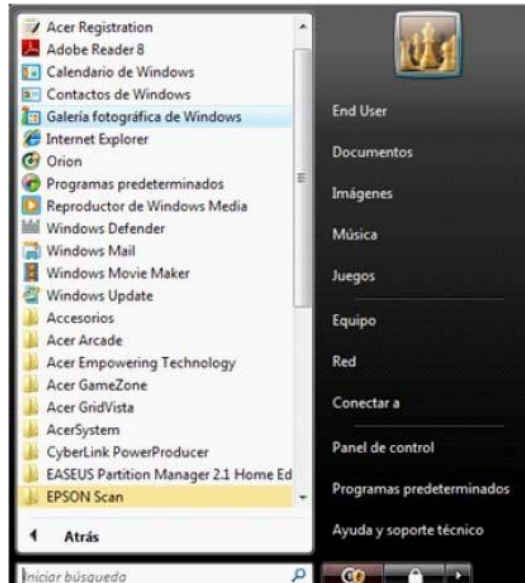 Acer Registration
Adobe Reader 8
Calendario de Windows
Contactos de Windows
Galería fotográfica de Windows
Internet Explorer
Orion
Programas predeterminados
Reproductor de Windows Media
Windows Defender
Windows Mail
Windows Movie Maker
Windows Update
Accesorios
Acer Arcade
Acer Empowering Technology
Acer GameZone
Acer GridVista
AcerSystem
CyberLink PowerProducer
EASEUS Partition Manager 2.1 Home Ed
EPSON Scan
Atrás
Iniciar búsqueda
End User
Documentos
Imágenes
Música
Juegos
Equipo
Red
Conectar a
Panel de control
Programas predeterminados
Ayuda y soporte técnico